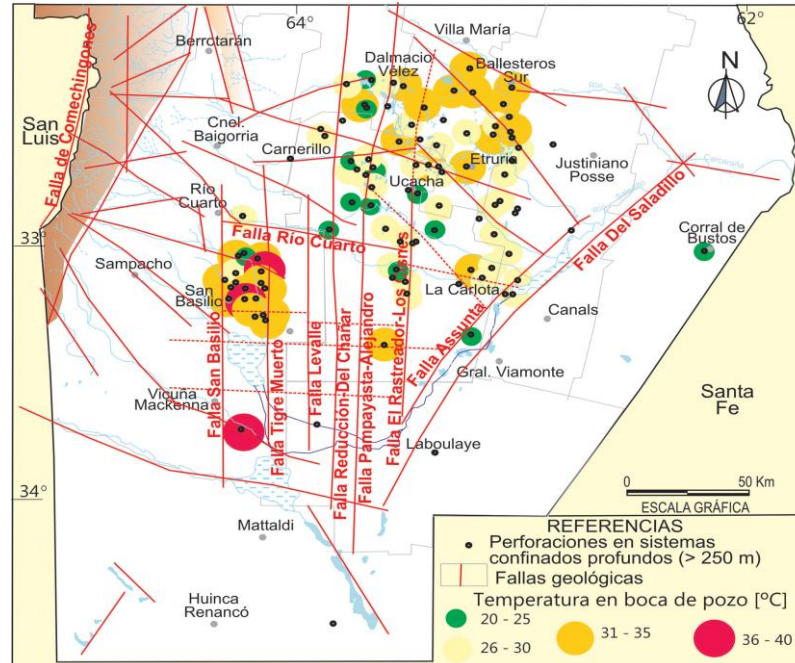 64°
62°
Villa María
Berrotarán
Dalmacio
Vélez
Ballesteros
Sur
N
San
Luis
Falla de Comechingones
Cnel.
Baigorria
Carnerillo
Etruria
Justiniano
Posse
Río
Cuarto
Ucacha
33°
Falla Río Cuarto
Falla Del Saladillo
Corral de
Bustos
Sampacho
San
Basilio
La Carlota
Canals
Falla San Basilio
Falla Tigre Muerto
Falla Levalle
Falla Reducción-Del Chañar
Falla Pampayasta-Alejandro
Falla Assunta
Gral. Viamonte
Vicuña
Mackenna
Santa
Fe
Laboulaye
34°
0
50 Km
ESCALA GRÁFICA
Mattaldi
Huinca
Renancó
REFERENCIAS
Perforaciones en sistemas
confinados profundos (> 250 m)
Fallas geológicas
Temperatura en boca de pozo [ºC]
20 - 25
26 - 30
31 - 35
36 - 40